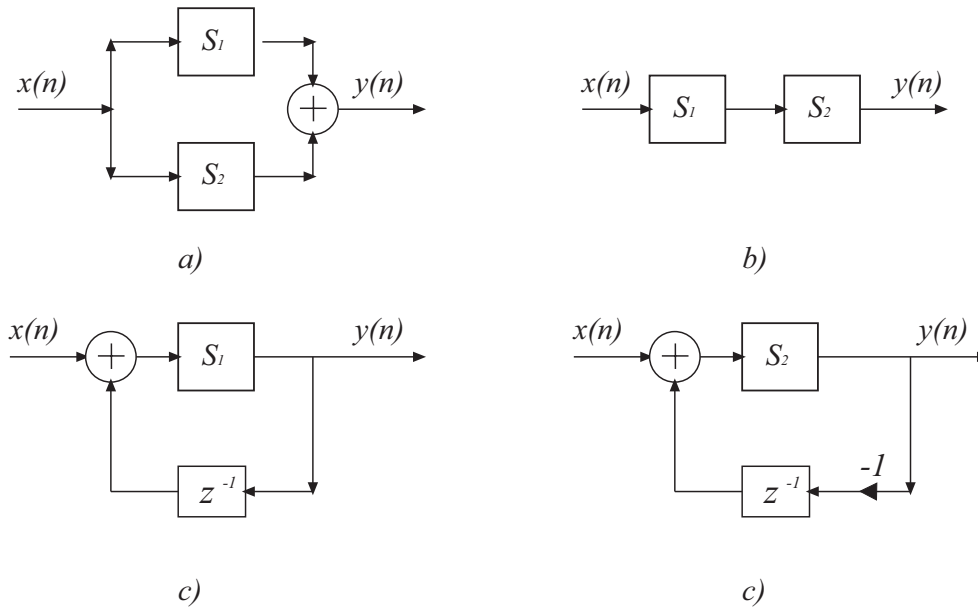 x(n)
S1
S2
+
y(n)
a)
x(n)
S1
S2
y(n)
b)
x(n)
+
S1
y(n)
z -1
c)
x(n)
+
S2
y(n)
-1
z -1
c)